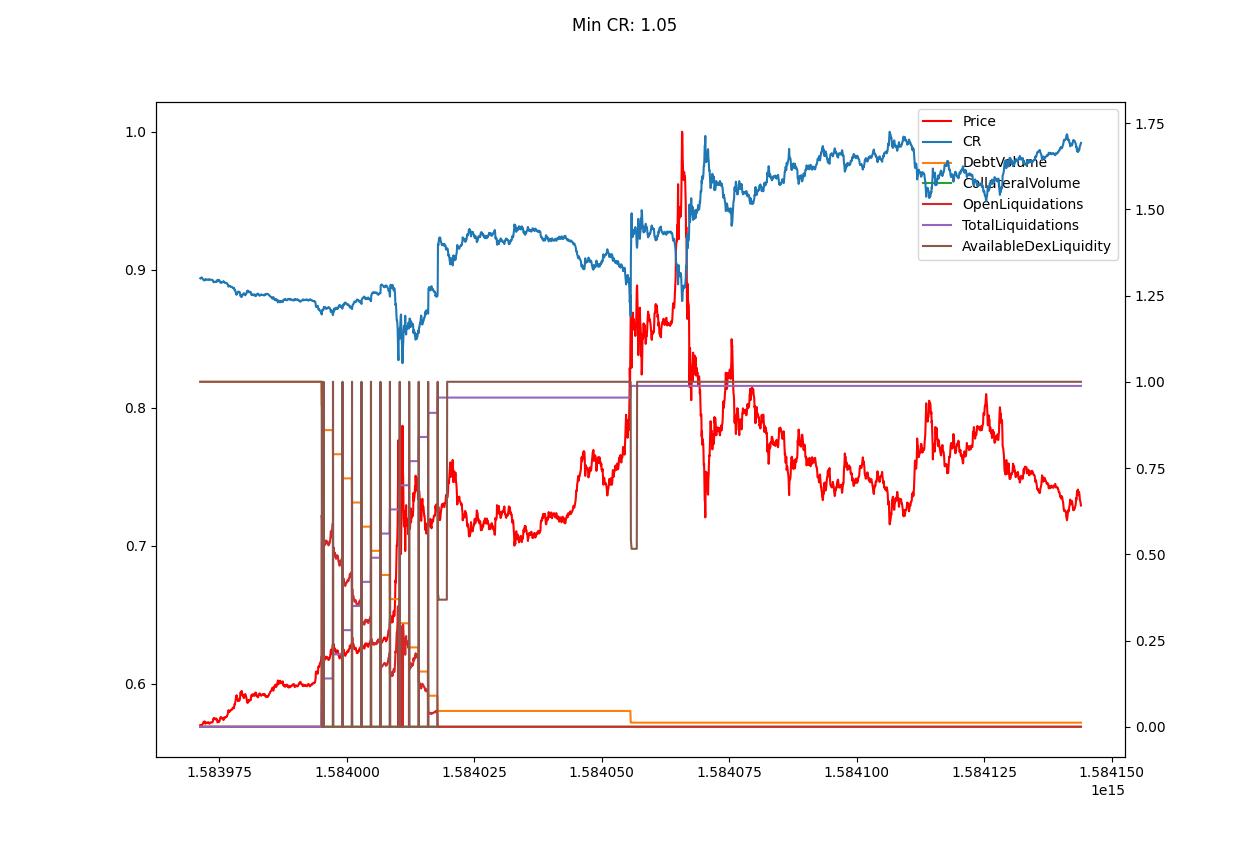 Min CR: 1.05
1.0
0.9
0.8
0.7
0.6
1.75
1.50
1.25
1.00
0.75
0.50
0.25
0.00
Price
CR
DebtVolume
CollateralVolume
OpenLiquidations
TotalLiquidations
AvailableDexLiquidity
1.583975 1.584000 1.584025 1.584050 1.584075 1.584100 1.584125 1.584150
1e15